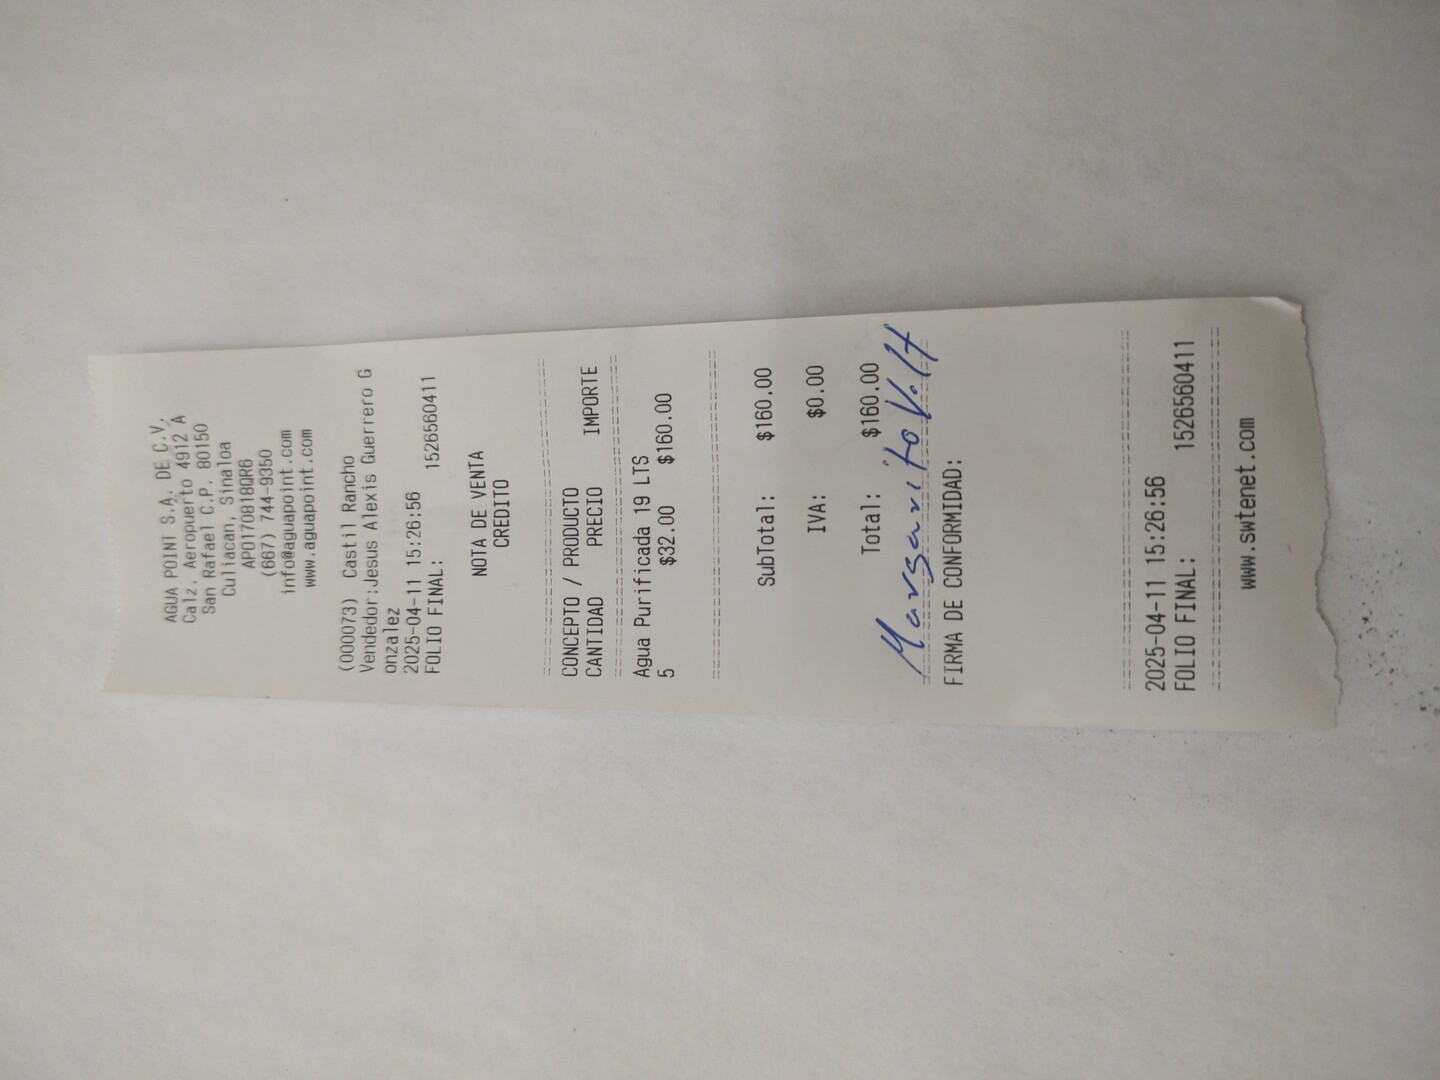 AGUA POINT S.A. DE C.V.
Calz. Aeropuerto 4912 A
San Rafael C.P. 80150
Culiacan, Sinaloa
APO170818QR6
(667) 744-9350
info@aguapoint.com
www.aguapoint.com
(000073) Castil Rancho
Vendedor:Jesus Alexis Guerrero G
onzalez
2025-04-11 15:26:56
FOLIO FINAL: 1526560411
NOTA DE VENTA
CREDITO
CONCEPTO / PRODUCTO
CANTIDAD PRECIO IMPORTE
Agua Purificada 19 LTS
5 $32.00 $160.00
SubTotal: $160.00
IVA: $0.00
Total: $160.00
Margarito
FIRMA DE CONFORMIDAD:
2025-04-11 15:26:56
FOLIO FINAL: 1526560411
www.swtenet.com